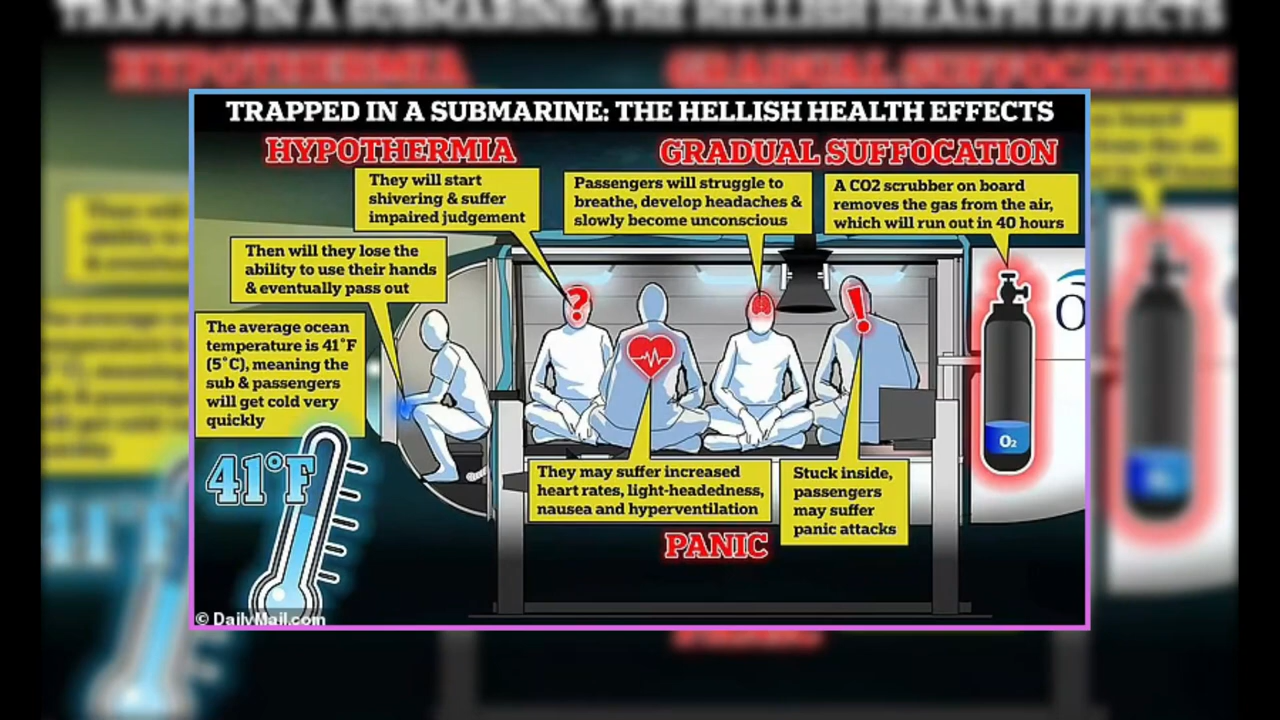 TRAPPED IN A SUBMARINE: THE HELLISH HEALTH EFFECTS
HYPOTHERMIA
GRADUAL SUFFOCATION
They will start
shivering & suffer
impaired judgement
Passengers will struggle to
breathe, develop headaches &
slowly become unconscious
A CO2 scrubber on board
removes the gas from the air,
which will run out in 40 hours
Then will they lose the
ability to use their hands
& eventually pass out
The average ocean
temperature is 41°F
(5°C), meaning the
sub & passengers
will get cold very
quickly
41°F
?
!
O2
They may suffer increased
heart rates, light-headedness,
nausea and hyperventilation
Stuck inside,
passengers
may suffer
panic attacks
PANIC
© DailyMail.com